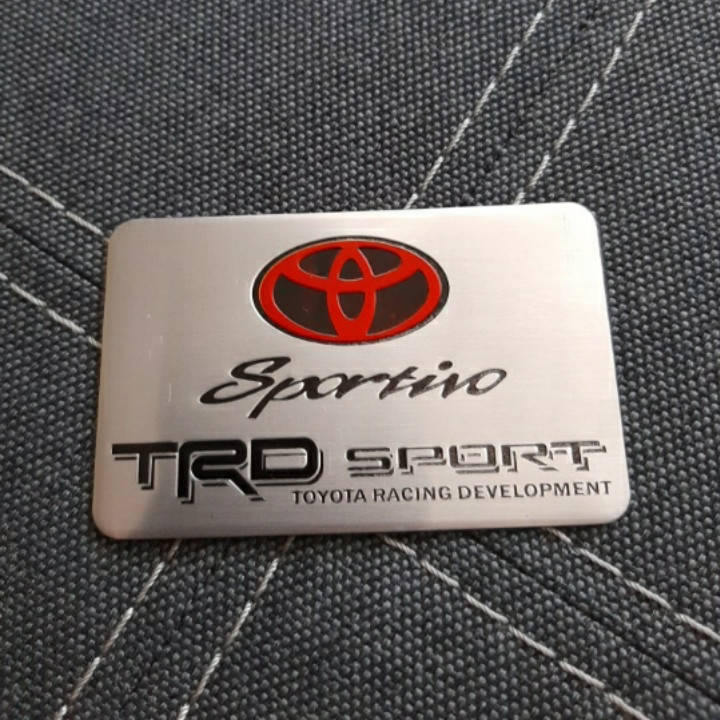 Sportivo
TRD SPORT
TOYOTA RACING DEVELOPMENT